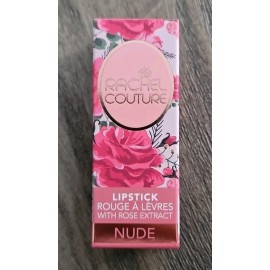 RACHEL
COUTURE
LIPSTICK
ROUGE À LÈVRES
WITH ROSE EXTRACT
NUDE